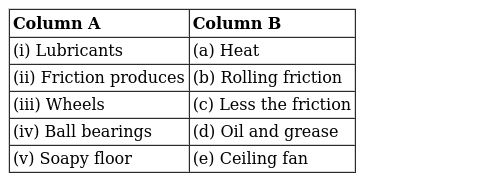 Column A Column B
(i) Lubricants (a) Heat
(ii) Friction produces (b) Rolling friction
(iii) Wheels (c) Less the friction
(iv) Ball bearings (d) Oil and grease
(v) Soapy floor (e) Ceiling fan